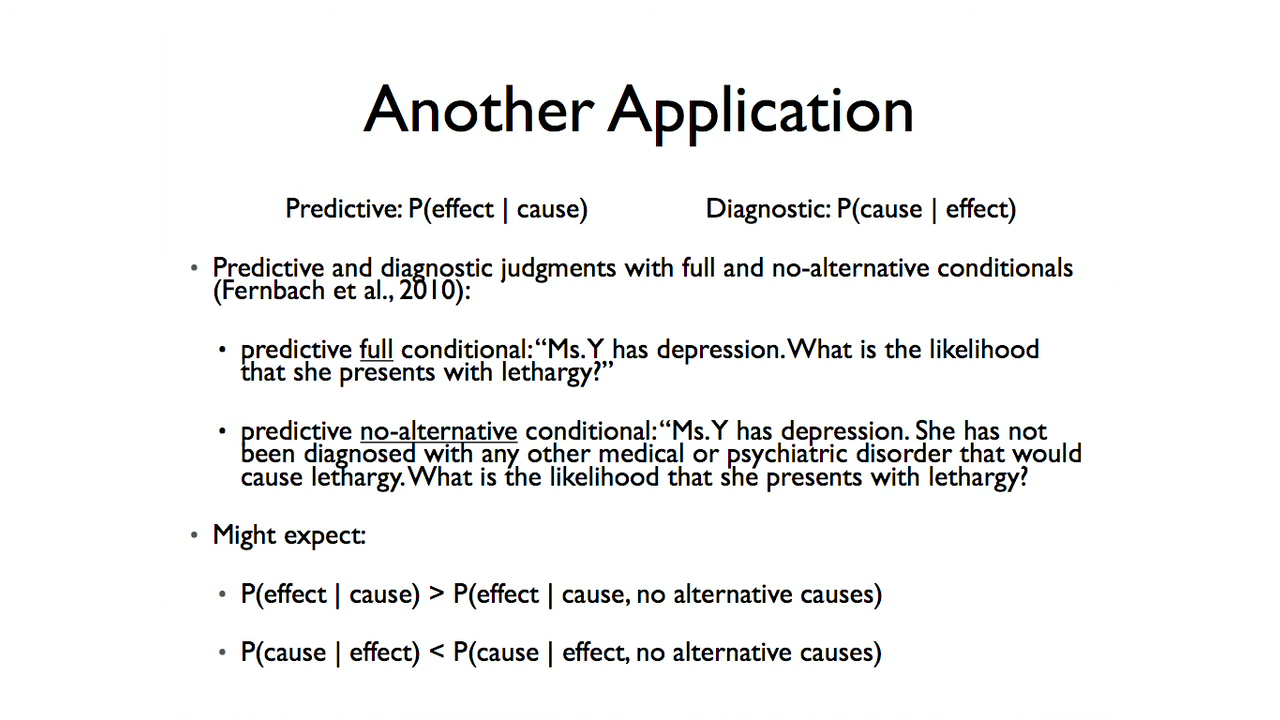 Another Application
Predictive: P(effect | cause) Diagnostic: P(cause | effect)
• Predictive and diagnostic judgments with full and no-alternative conditionals
(Fernbach et al., 2010):
• predictive full conditional: “Ms. Y has depression. What is the likelihood
that she presents with lethargy?”
• predictive no-alternative conditional: “Ms. Y has depression. She has not
been diagnosed with any other medical or psychiatric disorder that would
cause lethargy. What is the likelihood that she presents with lethargy?
• Might expect:
• P(effect | cause) > P(effect | cause, no alternative causes)
• P(cause | effect) < P(cause | effect, no alternative causes)